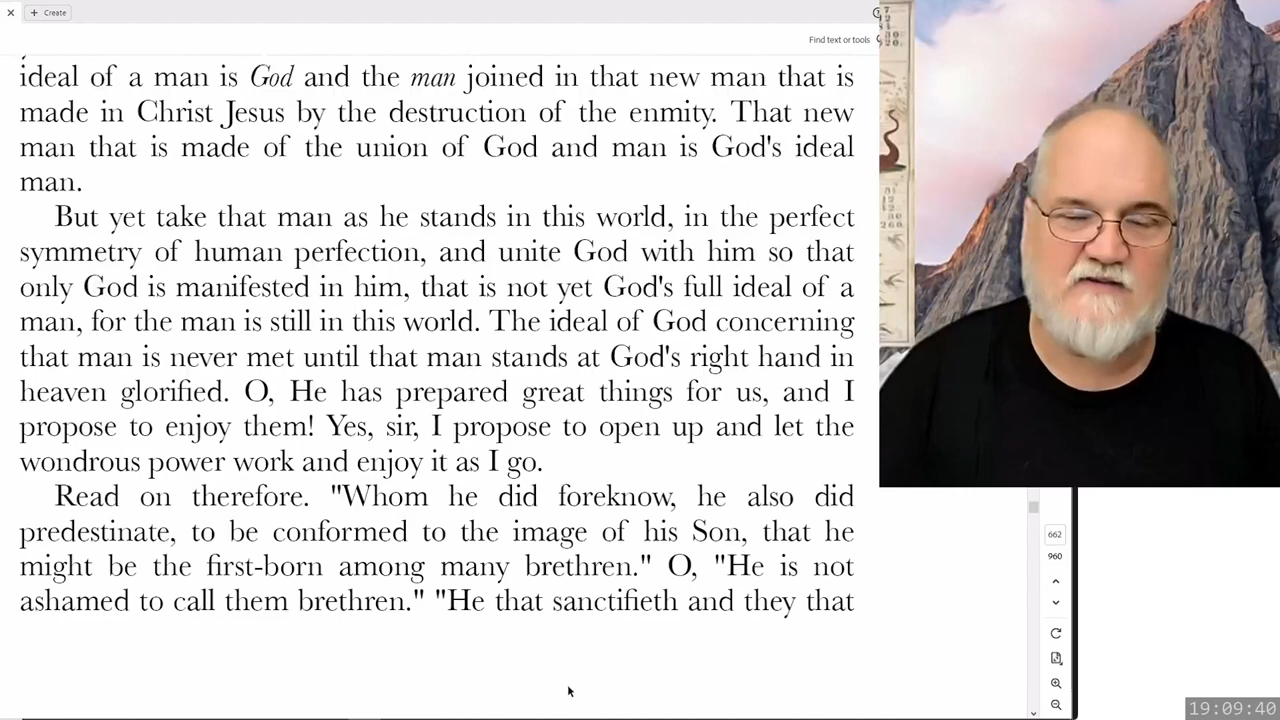 Create
Find text or tools
ideal of a man is God and the man joined in that new man that is
made in Christ Jesus by the destruction of the enmity. That new
man that is made of the union of God and man is God's ideal
man.
But yet take that man as he stands in this world, in the perfect
symmetry of human perfection, and unite God with him so that
only God is manifested in him, that is not yet God's full ideal of a
man, for the man is still in this world. The ideal of God concerning
that man is never met until that man stands at God's right hand in
heaven glorified. O, He has prepared great things for us, and I
propose to enjoy them! Yes, sir, I propose to open up and let the
wondrous power work and enjoy it as I go.
Read on therefore. "Whom he did foreknow, he also did
predestinate, to be conformed to the image of his Son, that he
might be the first-born among many brethren." O, "He is not
ashamed to call them brethren." "He that sanctifieth and they that
662
960
19:09:40